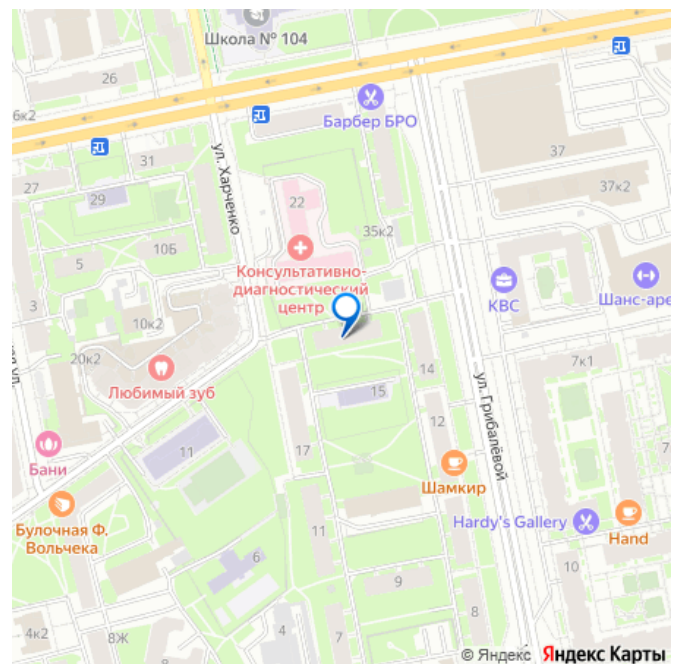 Школа № 104
26
6к2
Барбер БРО
37
31
ул. Харченко
27
29
37к2
22
35к2
10Б
5
Консультативно-
диагностический
центр
КВС
Шанс-аре
3
10к2
20к2
7к1
14
Любимый зуб
15
ул. Грибалёвой
12
11
17
Бани
Шамкир
Булочная Ф.
Вольчека
Hardy's Gallery
Hand
11
6
9
10
8
4к2
8Ж
4
7
© Яндекс Яндекс Карты